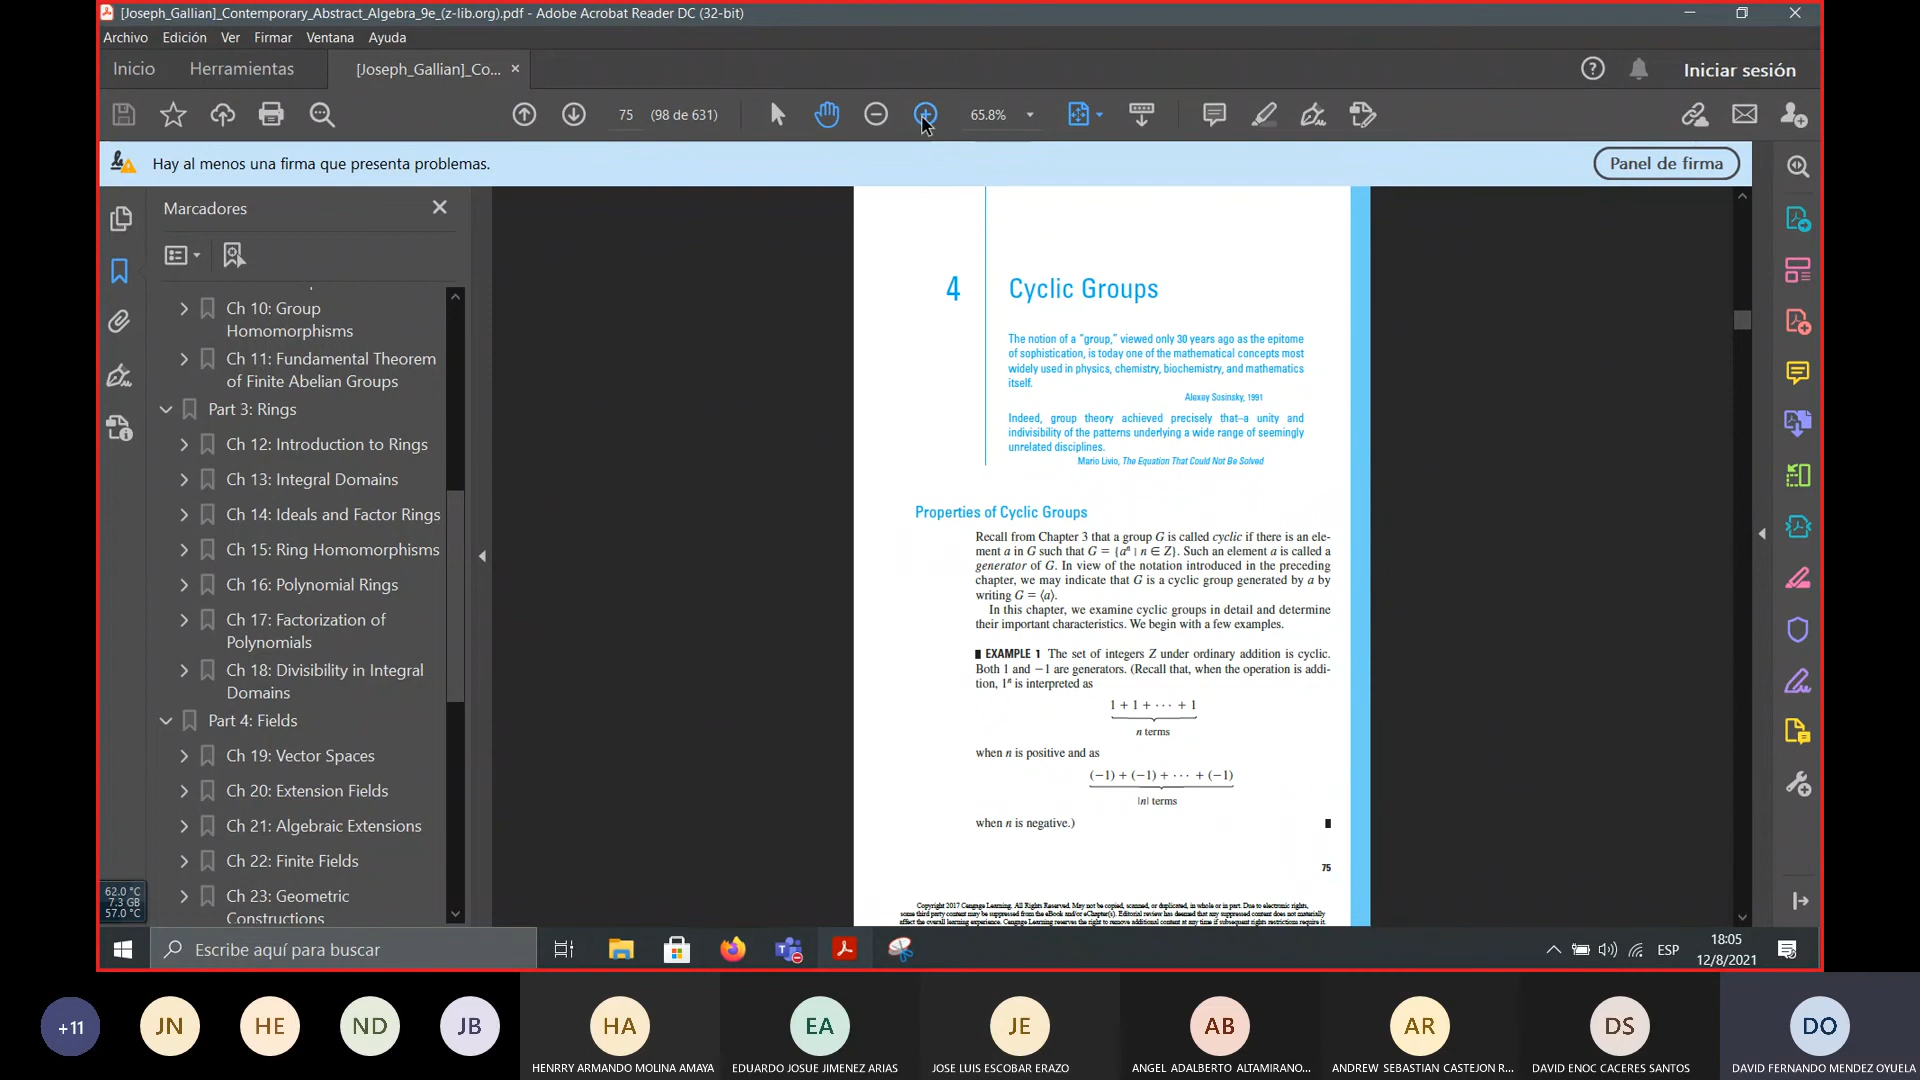 [Joseph_Gallian]_Contemporary_Abstract_Algebra_9e_(z-lib.org).pdf - Adobe Acrobat Reader DC (32-bit)
Archivo Edición Ver Firmar Ventana Ayuda
Inicio Herramientas [Joseph_Gallian]_Co... × Iniciar sesión
75 (98 de 631) 65.8%
Hay al menos una firma que presenta problemas. Panel de firma
Marcadores
Ch 10: Group
Homomorphisms
Ch 11: Fundamental Theorem
of Finite Abelian Groups
Part 3: Rings
Ch 12: Introduction to Rings
Ch 13: Integral Domains
Ch 14: Ideals and Factor Rings
Ch 15: Ring Homomorphisms
Ch 16: Polynomial Rings
Ch 17: Factorization of
Polynomials
Ch 18: Divisibility in Integral
Domains
Part 4: Fields
Ch 19: Vector Spaces
Ch 20: Extension Fields
Ch 21: Algebraic Extensions
Ch 22: Finite Fields
Ch 23: Geometric
Constructions
4 Cyclic Groups
The notion of a "group," viewed only 30 years ago as the epitome
of sophistication, is today one of the mathematical concepts most
widely used in physics, chemistry, biochemistry, and mathematics
itself.
Alexey Sosinsky, 1991
Indeed, group theory achieved precisely that–a unity and
indivisibility of the patterns underlying a wide range of seemingly
unrelated disciplines.
Mario Livio, The Equation That Could Not Be Solved
Properties of Cyclic Groups
Recall from Chapter 3 that a group G is called cyclic if there is an ele-
ment a in G such that G = {aⁿ | n ∈ Z}. Such an element a is called a
generator of G. In view of the notation introduced in the preceding
chapter, we may indicate that G is a cyclic group generated by a by
writing G = ⟨a⟩.
In this chapter, we examine cyclic groups in detail and determine
their important characteristics. We begin with a few examples.
EXAMPLE 1 The set of integers Z under ordinary addition is cyclic.
Both 1 and −1 are generators. (Recall that, when the operation is addi-
tion, 1ⁿ is interpreted as
1 + 1 + ··· + 1
n terms
when n is positive and as
(−1) + (−1) + ··· + (−1)
|n| terms
when n is negative.)
75
Copyright 2017 Cengage Learning. All Rights Reserved. May not be copied, scanned, or duplicated, in whole or in part. Due to electronic rights,
some third party content may be suppressed from the eBook and/or eChapter(s). Editorial review has deemed that any suppressed content does not materially
affect the overall learning experience. Cengage Learning reserves the right to remove additional content at any time if subsequent rights restrictions require it.
62.0 °C
7.3 GB
57.0 °C
Escribe aquí para buscar
ESP
18:05
12/8/2021
+11 JN HE ND JB HA EA JE AB AR DS DO
HENRRY ARMANDO MOLINA AMAYA EDUARDO JOSUE JIMENEZ ARIAS JOSE LUIS ESCOBAR ERAZO ANGEL ADALBERTO ALTAMIRANO... ANDREW SEBASTIAN CASTEJON R... DAVID ENOC CACERES SANTOS DAVID FERNANDO MENDEZ OYUELA